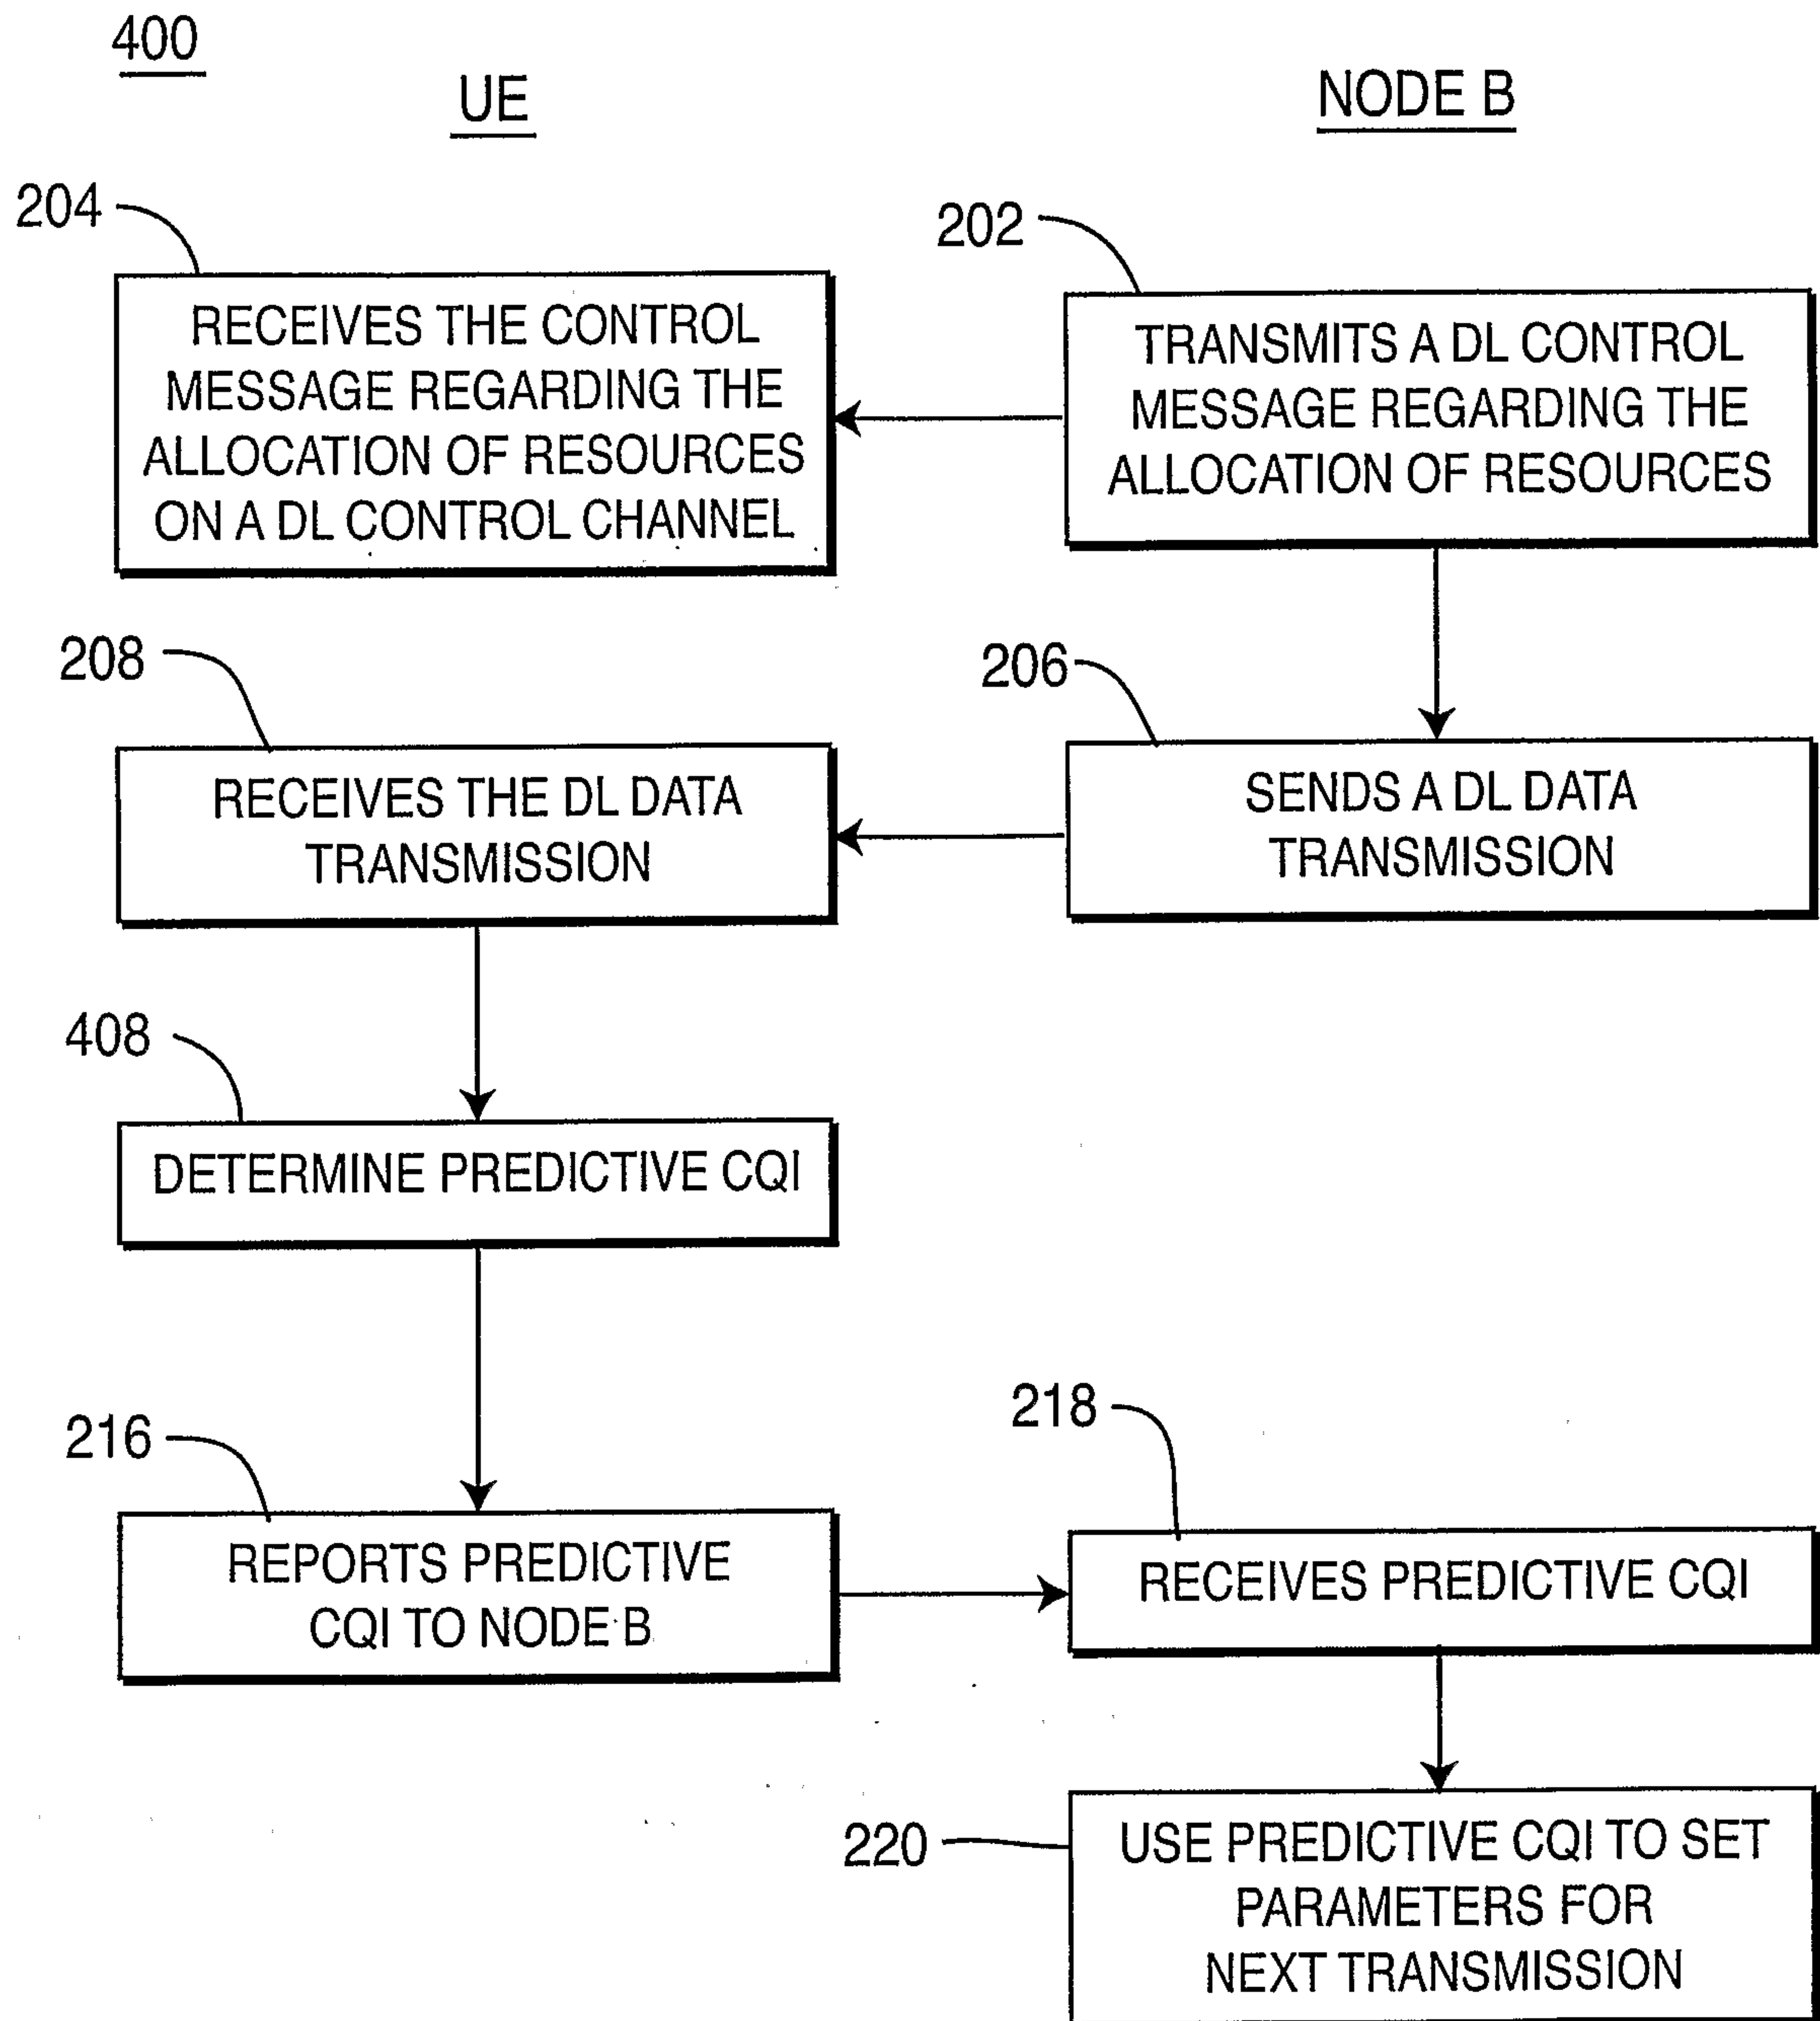 400
UE
NODE B
204
202
RECEIVES THE CONTROL
MESSAGE REGARDING THE
ALLOCATION OF RESOURCES
ON A DL CONTROL CHANNEL
TRANSMITS A DL CONTROL
MESSAGE REGARDING THE
ALLOCATION OF RESOURCES
208
206
RECEIVES THE DL DATA
TRANSMISSION
SENDS A DL DATA
TRANSMISSION
408
DETERMINE PREDICTIVE CQI
216
218
REPORTS PREDICTIVE
CQI TO NODE B
RECEIVES PREDICTIVE CQI
220
USE PREDICTIVE CQI TO SET
PARAMETERS FOR
NEXT TRANSMISSION